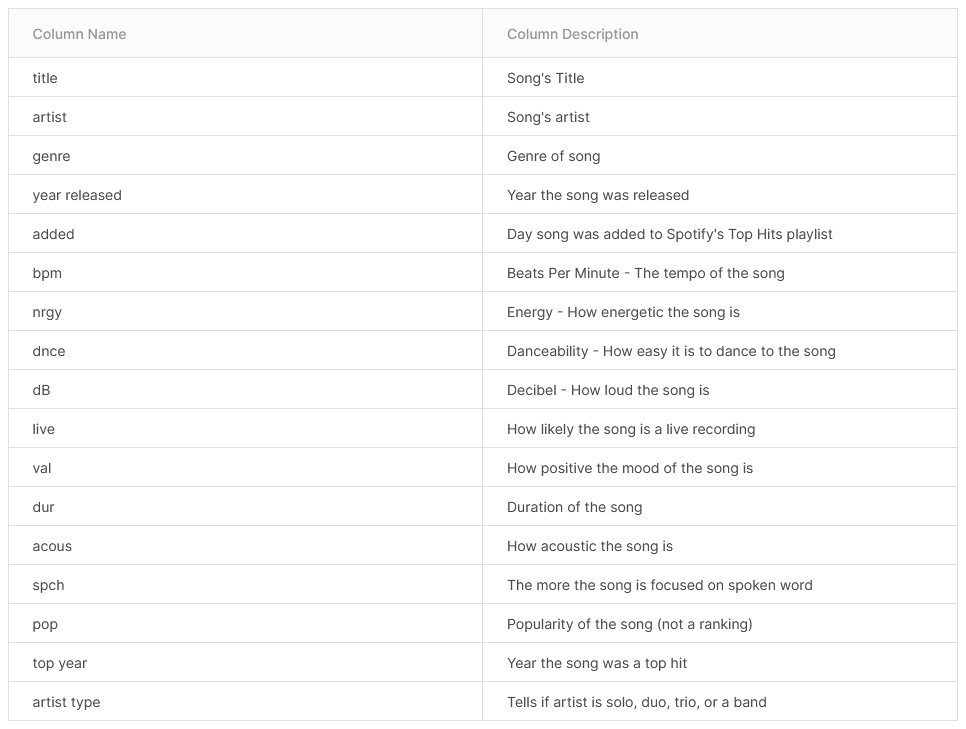 Column Name Column Description
title Song's Title
artist Song's artist
genre Genre of song
year released Year the song was released
added Day song was added to Spotify's Top Hits playlist
bpm Beats Per Minute - The tempo of the song
nrgy Energy - How energetic the song is
dnce Danceability - How easy it is to dance to the song
dB Decibel - How loud the song is
live How likely the song is a live recording
val How positive the mood of the song is
dur Duration of the song
acous How acoustic the song is
spch The more the song is focused on spoken word
pop Popularity of the song (not a ranking)
top year Year the song was a top hit
artist type Tells if artist is solo, duo, trio, or a band